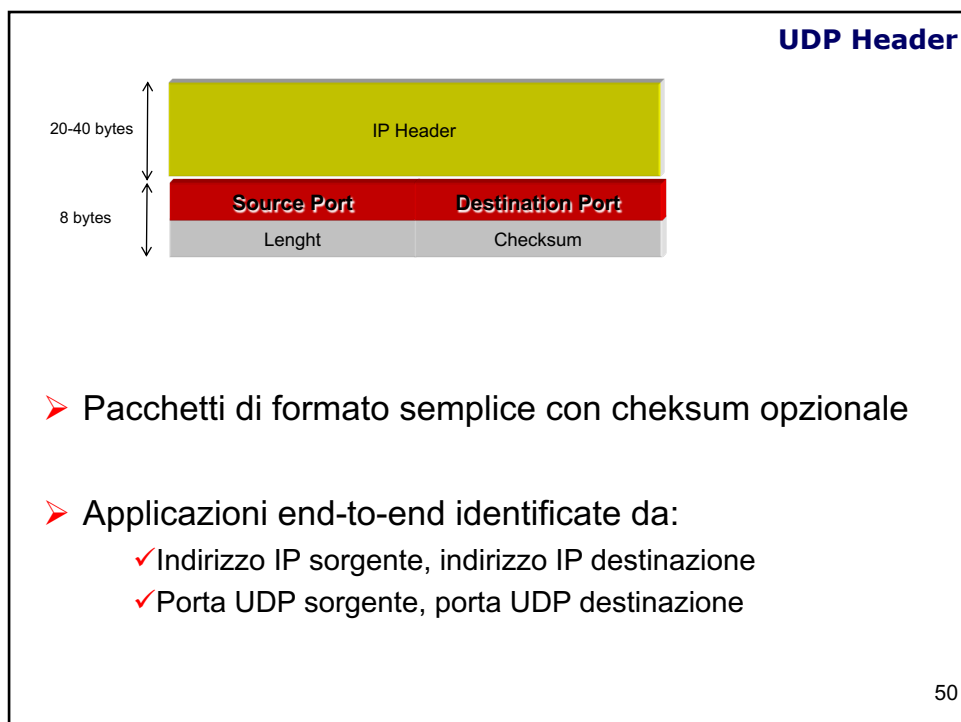 UDP Header
20-40 bytes
IP Header
8 bytes
Source Port
Destination Port
Lenght
Checksum
Pacchetti di formato semplice con cheksum opzionale
Applicazioni end-to-end identificate da:
Indirizzo IP sorgente, indirizzo IP destinazione
Porta UDP sorgente, porta UDP destinazione
50